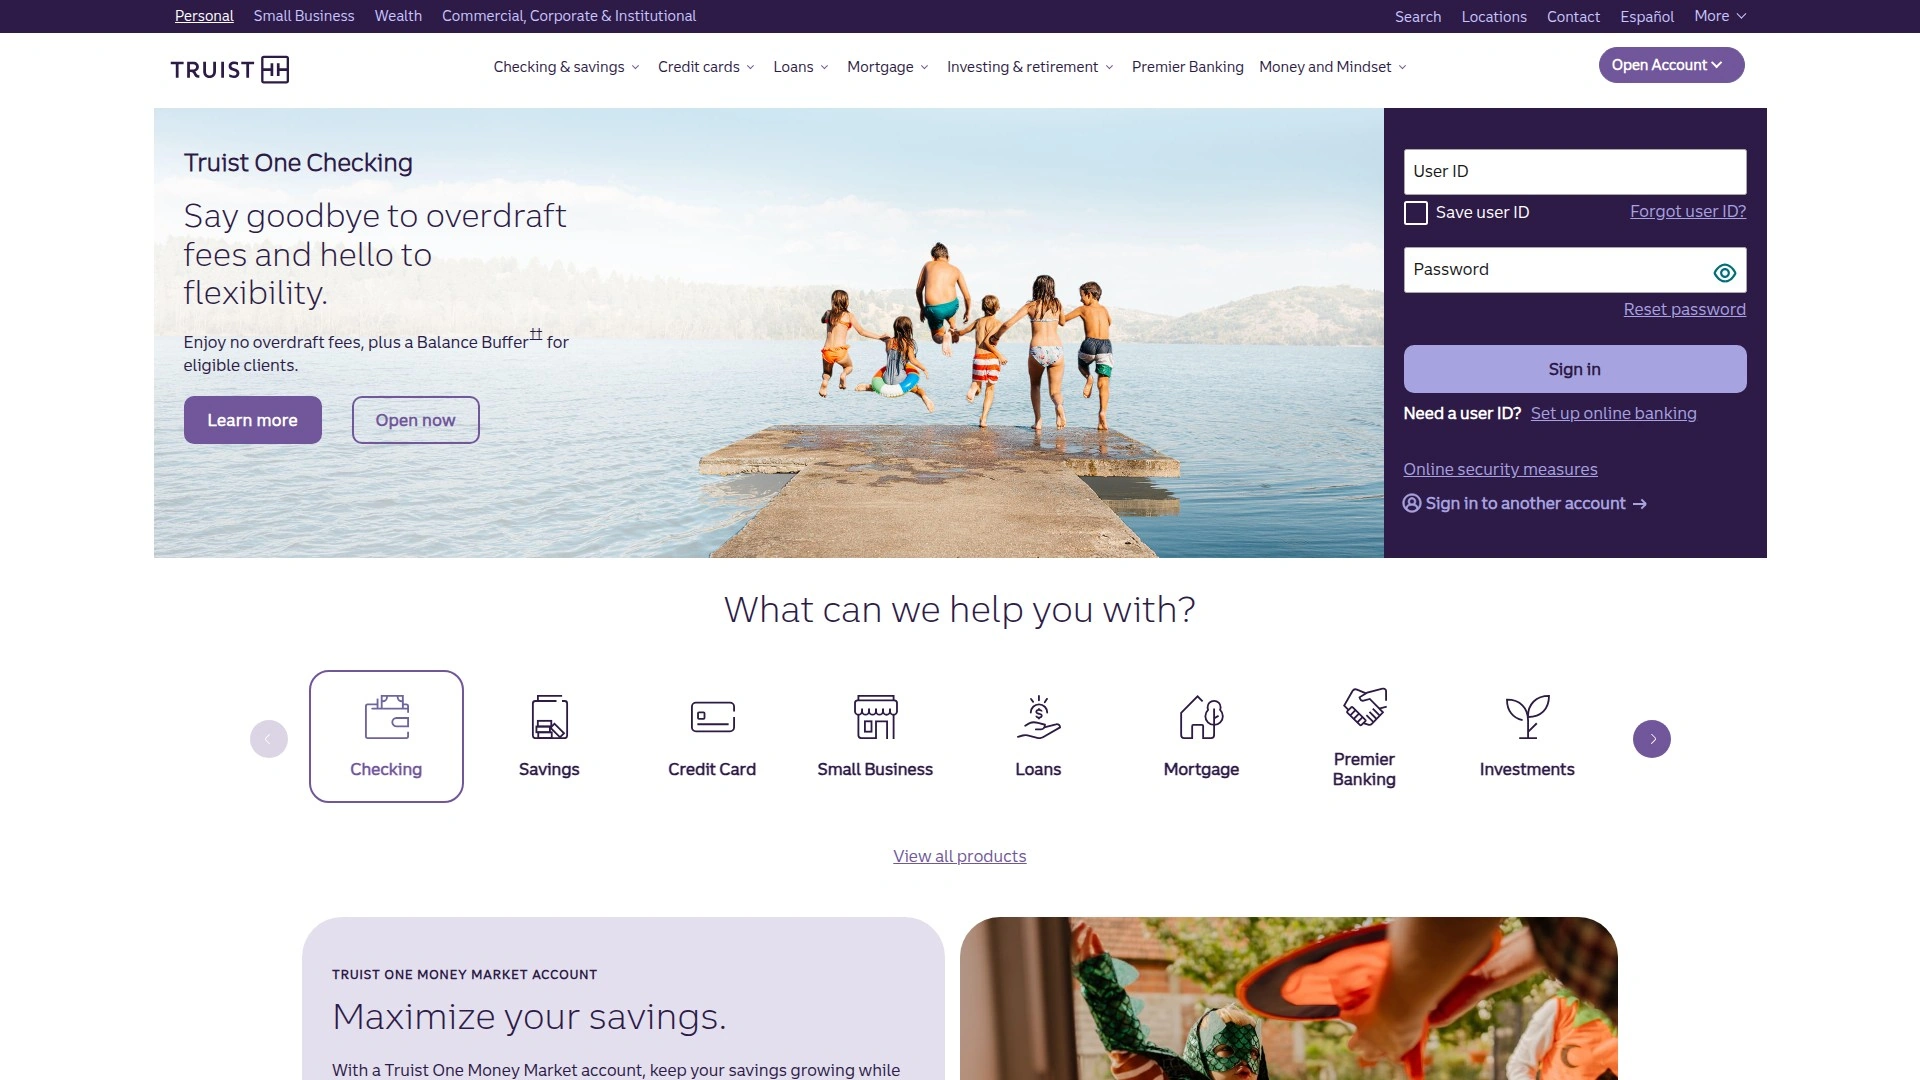 Personal Small Business Wealth Commercial, Corporate & Institutional Search Locations Contact Español More
TRUIST Checking & savings Credit cards Loans Mortgage Investing & retirement Premier Banking Money and Mindset Open Account
Truist One Checking
Say goodbye to overdraft
fees and hello to
flexibility.
Enjoy no overdraft fees, plus a Balance Buffer†† for
eligible clients.
Learn more Open now
User ID
Save user ID Forgot user ID?
Password
Reset password
Sign in
Need a user ID? Set up online banking
Online security measures
Sign in to another account
What can we help you with?
Checking Savings Credit Card Small Business Loans Mortgage Premier Banking Investments
View all products
TRUIST ONE MONEY MARKET ACCOUNT
Maximize your savings.
With a Truist One Money Market account, keep your savings growing while